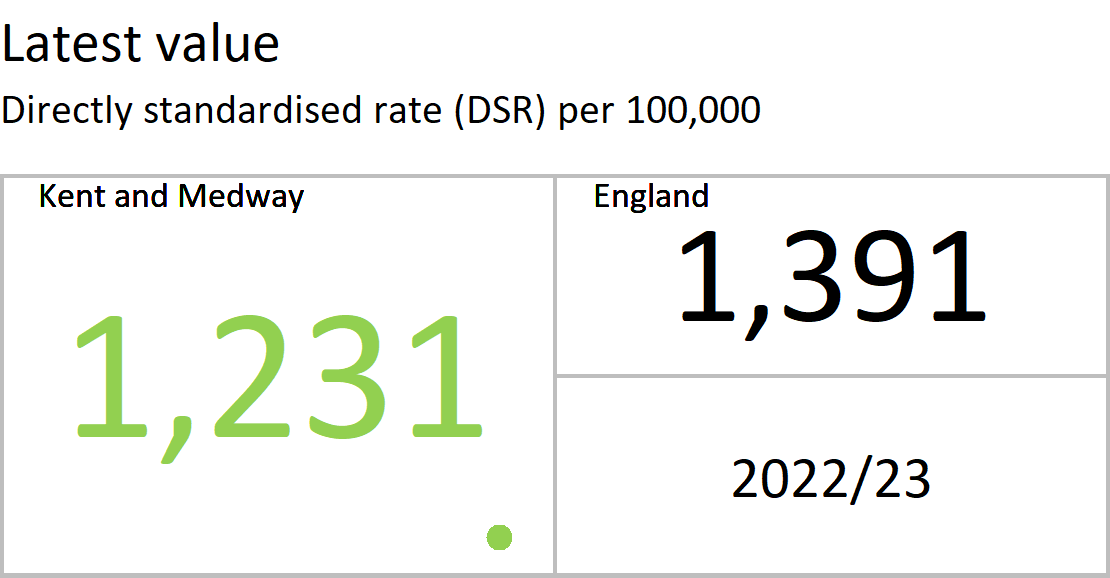 Latest value
Directly standardised rate (DSR) per 100,000
Kent and Medway
1,231
England
1,391
2022/23